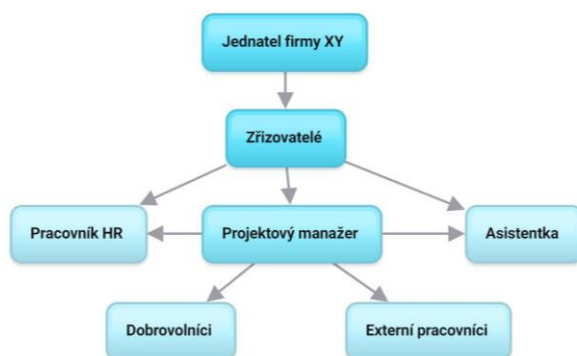 Jednatel firmy XY
Zřizovatelé
Pracovník HR
Projektový manažer
Asistentka
Dobrovolníci
Externí pracovníci